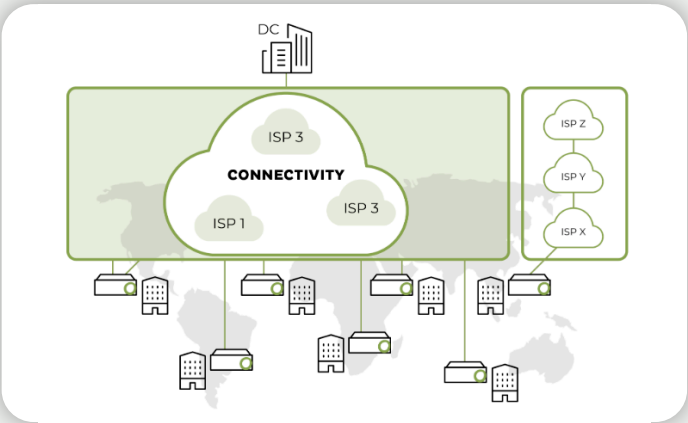 DC
ISP 3
CONNECTIVITY
ISP 1
ISP 3
ISP Z
ISP Y
ISP X